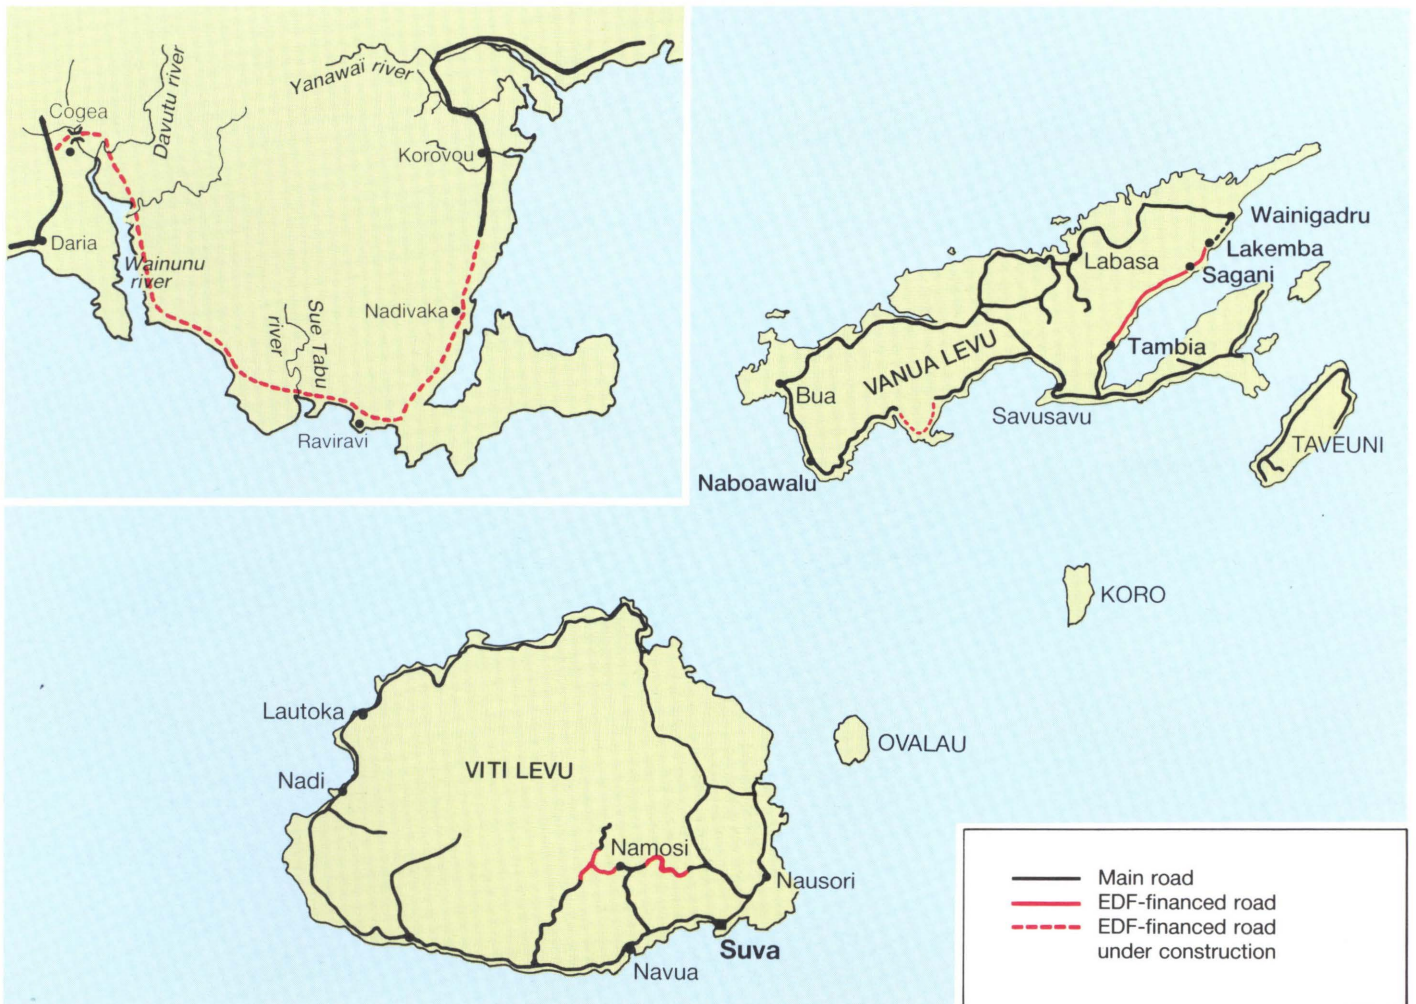 Cogea
Davutu river
Yanawai river
Korovou
Daria
Wainunu
river
Nadivaka
Sue Tabu
river
Raviravi
Wainigadru
Lakemba
Sagani
Labasa
Tambia
VANUA LEVU
Bua
Savusavu
Naboawalu
TAVEUNI
KORO
Lautoka
OVALAU
VITI LEVU
Nadi
Namosi
Nausori
Suva
Navua
Main road
EDF-financed road
EDF-financed road
under construction